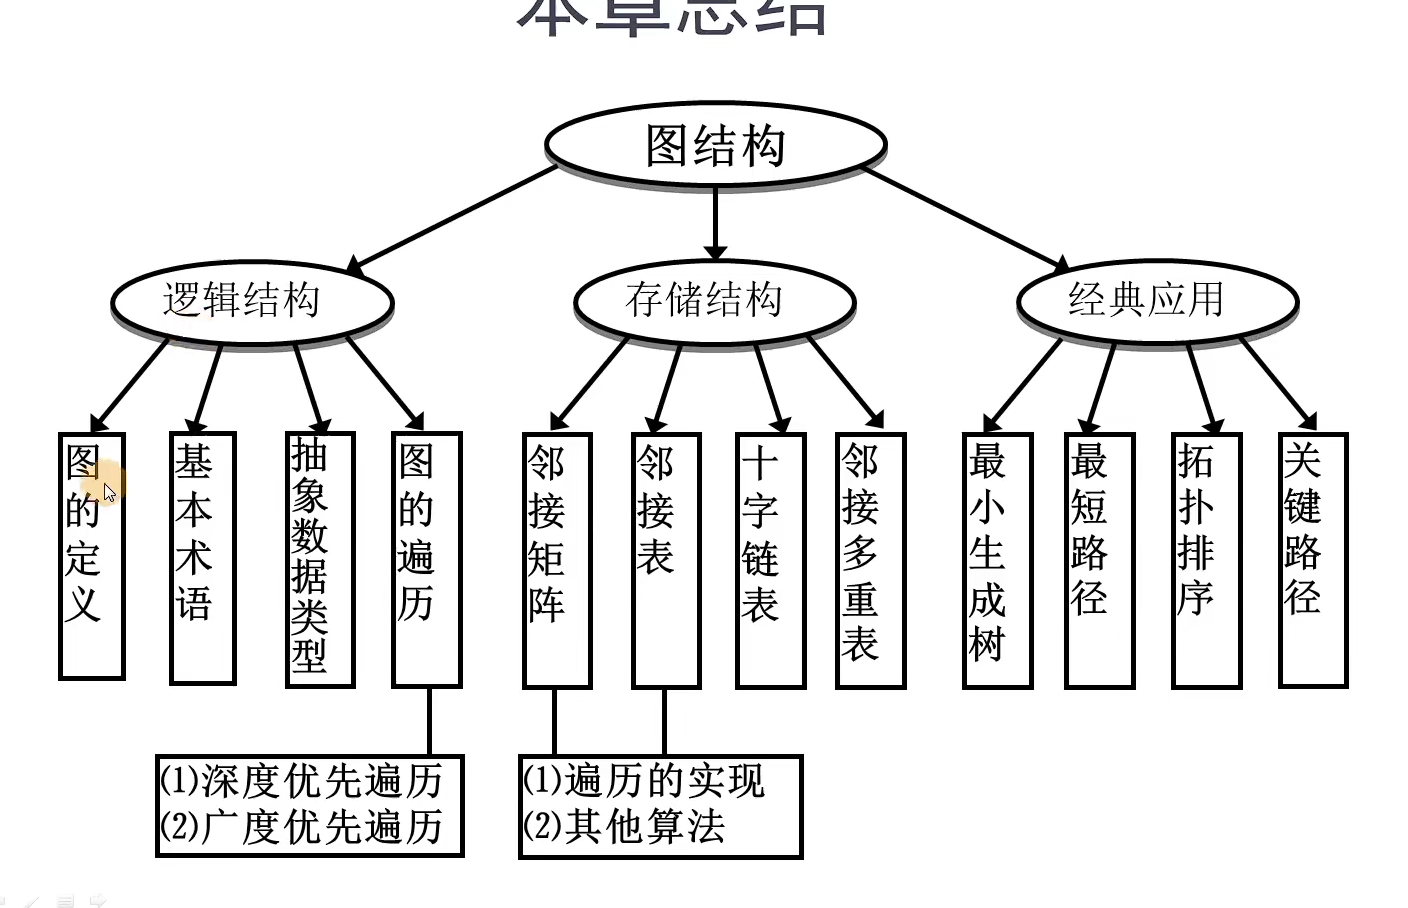 本章总结
图结构
逻辑结构
存储结构
经典应用
图的定义
基本术语
抽象数据类型
图的遍历
邻接矩阵
邻接表
十字链表
邻接多重表
最小生成树
最短路径
拓扑排序
关键路径
(1)深度优先遍历
(2)广度优先遍历
(1)遍历的实现
(2)其他算法